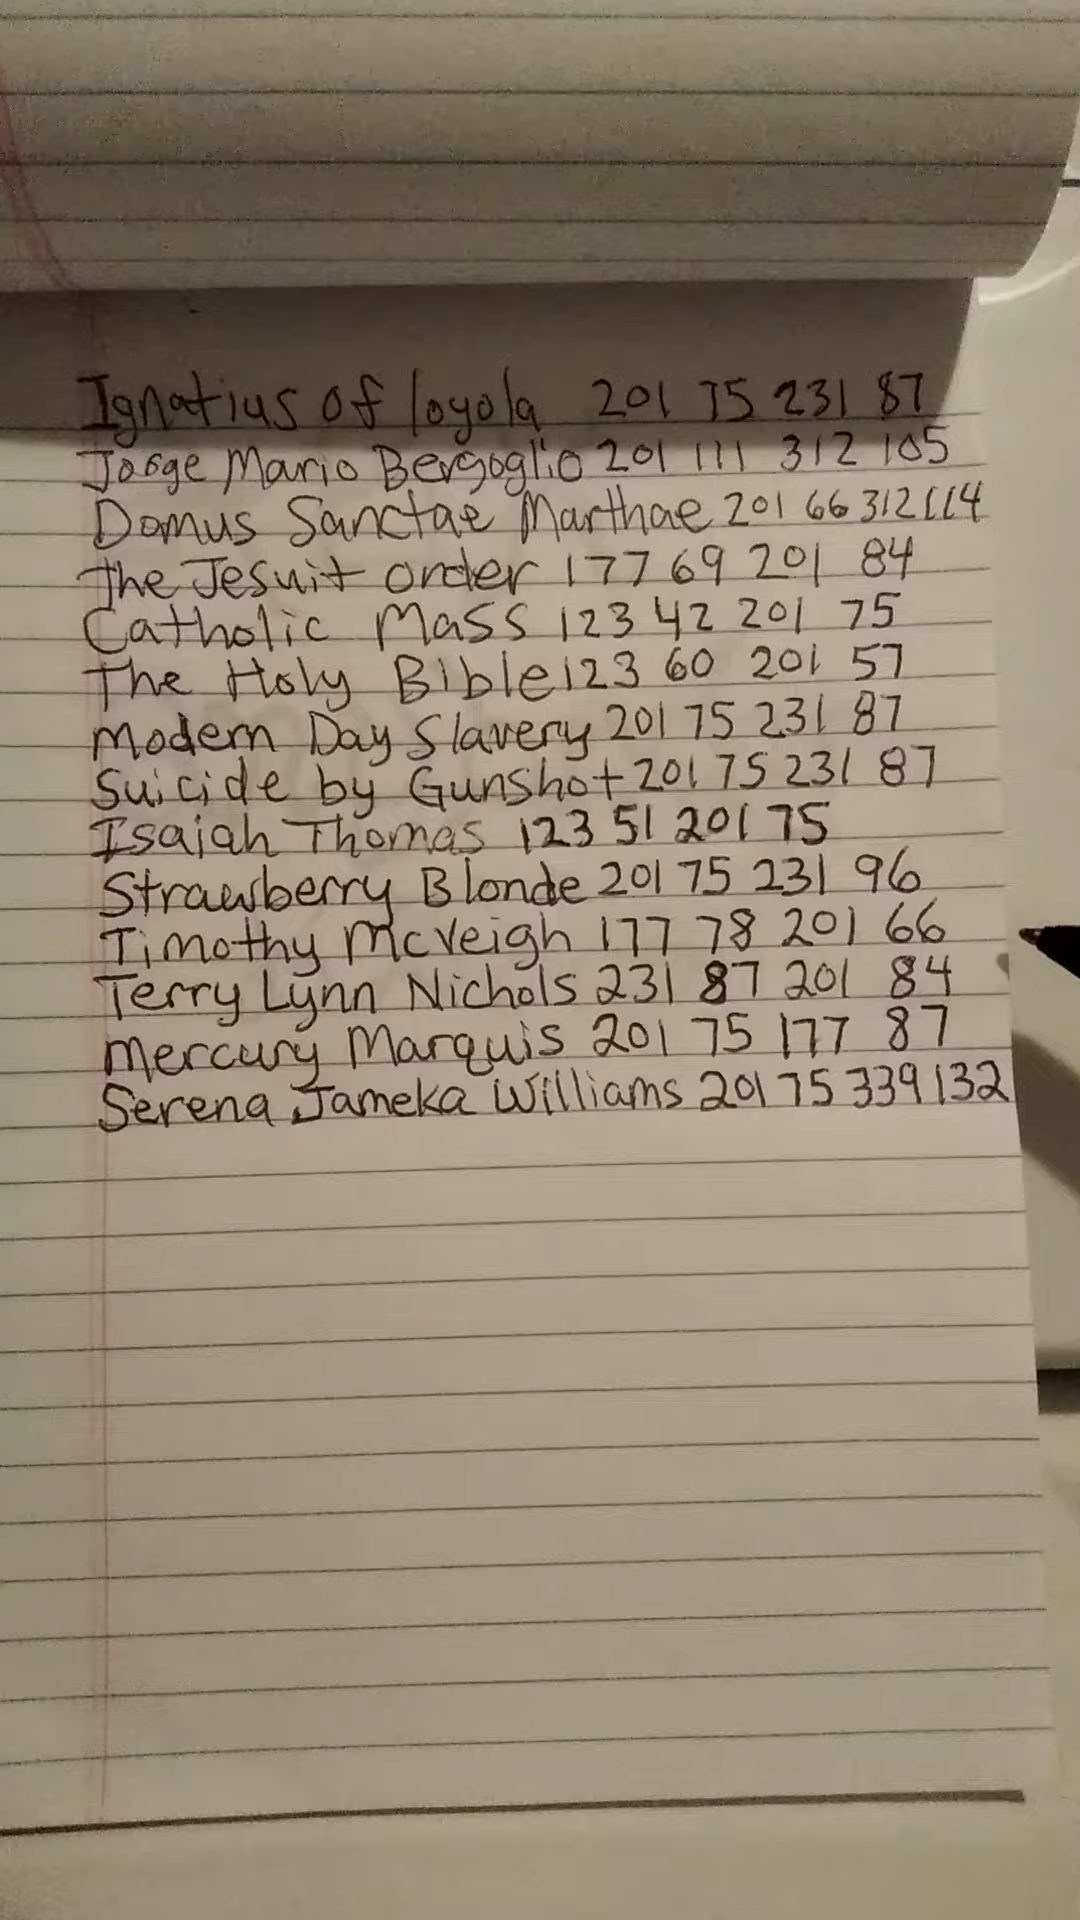 Ignatius of loyola 201 75 231 87
Jorge Mario Bergoglio 201 111 312 105
Domus Sanctae Marthae 201 66 312 114
The Jesuit order 177 69 201 84
Catholic Mass 123 42 201 75
The Holy Bible 123 60 201 57
Modern Day Slavery 201 75 231 87
Suicide by Gunshot 201 75 231 87
Isaiah Thomas 123 51 201 75
Strawberry Blonde 201 75 231 96
Timothy McVeigh 177 78 201 66
Terry Lynn Nichols 231 87 201 84
Mercury Marquis 201 75 177 87
Serena Jameka Williams 201 75 339 132